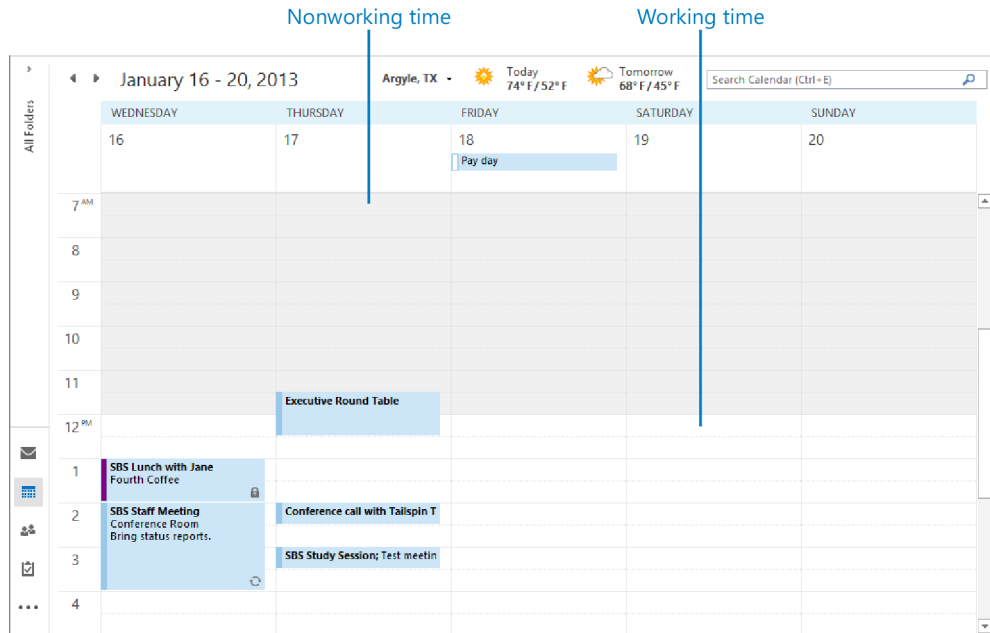 Nonworking time
Working time
January 16 - 20, 2013
Argyle, TX
Today
74°F/52°F
Tomorrow
68°F/45°F
Search Calendar (Ctrl+E)
All Folders
WEDNESDAY
THURSDAY
FRIDAY
SATURDAY
SUNDAY
16
17
18
19
20
Pay day
7 AM
8
9
10
11
Executive Round Table
12 PM
1
SBS Lunch with Jane
Fourth Coffee
2
SBS Staff Meeting
Conference Room
Bring status reports.
Conference call with Tailspin T
3
SBS Study Session; Test meetin
4